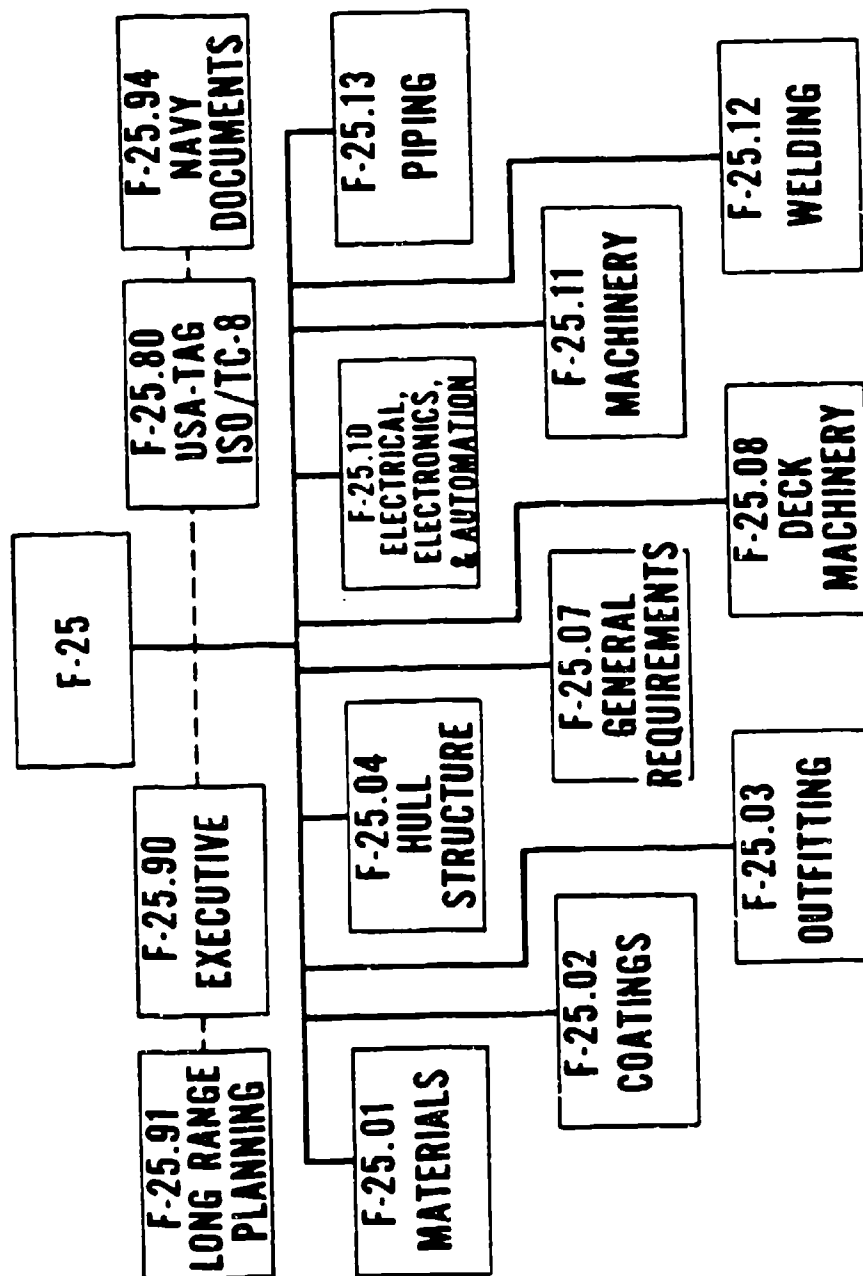 F-25
F-25.91
LONG RANGE
PLANNING
F-25.90
EXECUTIVE
F-25.80
USA-TAG
ISO/TC-8
F-25.94
NAVY
DOCUMENTS
F-25.01
MATERIALS
F-25.04
HULL
STRUCTURE
F-25.10
ELECTRICAL,
ELECTRONICS,
& AUTOMATION
F-25.13
PIPING
F-25.02
COATINGS
F-25.07
GENERAL
REQUIREMENTS
F-25.11
MACHINERY
F-25.03
OUTFITTING
F-25.08
DECK
MACHINERY
F-25.12
WELDING